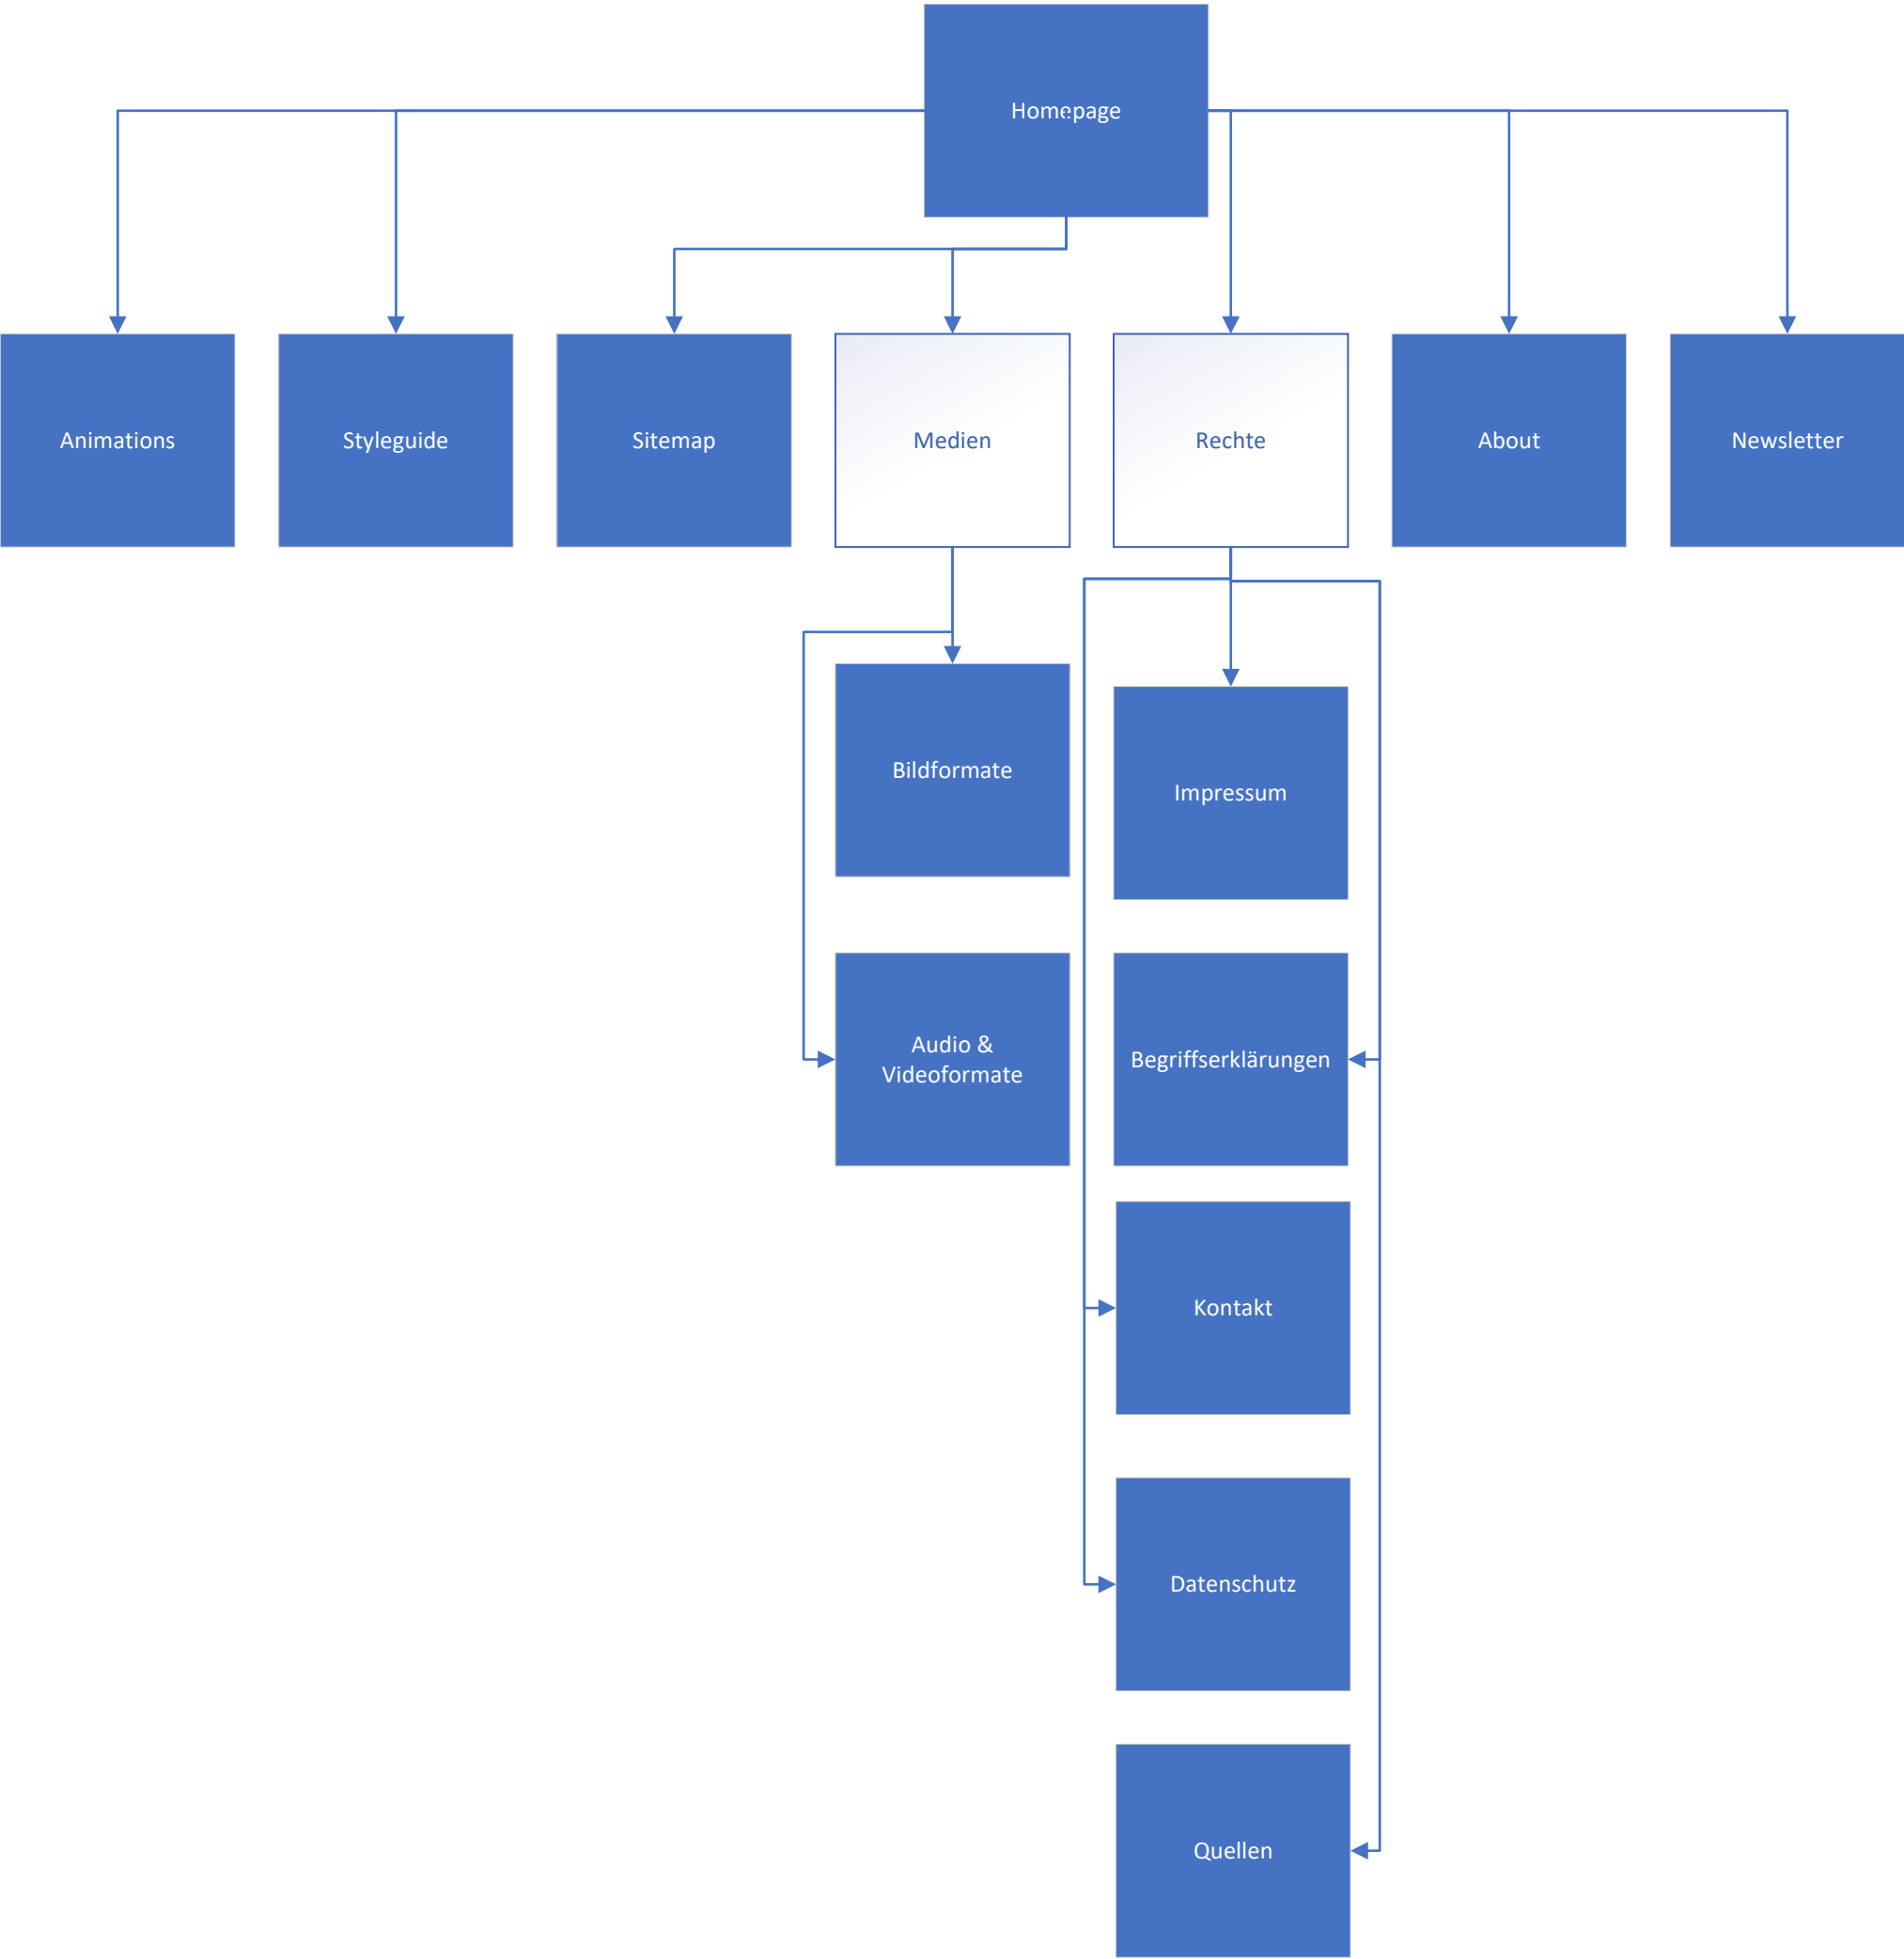 Homepage
Animations
Styleguide
Sitemap
Medien
Rechte
About
Newsletter
Bildformate
Impressum
Audio &
Videoformate
Begriffserklärungen
Kontakt
Datenschutz
Quellen